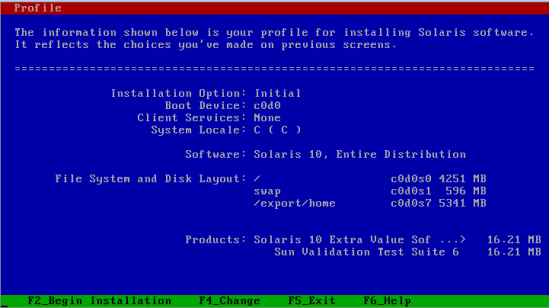 Profile
The information shown below is your profile for installing Solaris software.
It reflects the choices you've made on previous screens.
============================================================================
Installation Option: Initial
Boot Device: c0d0
Client Services: None
System Locale: C ( C )
Software: Solaris 10, Entire Distribution
File System and Disk Layout: / c0d0s0 4251 MB
swap c0d0s1 596 MB
/export/home c0d0s7 5341 MB
Products: Solaris 10 Extra Value Sof ...> 16.21 MB
Sun Validation Test Suite 6 16.21 MB
F2_Begin Installation F4_Change F5_Exit F6_Help